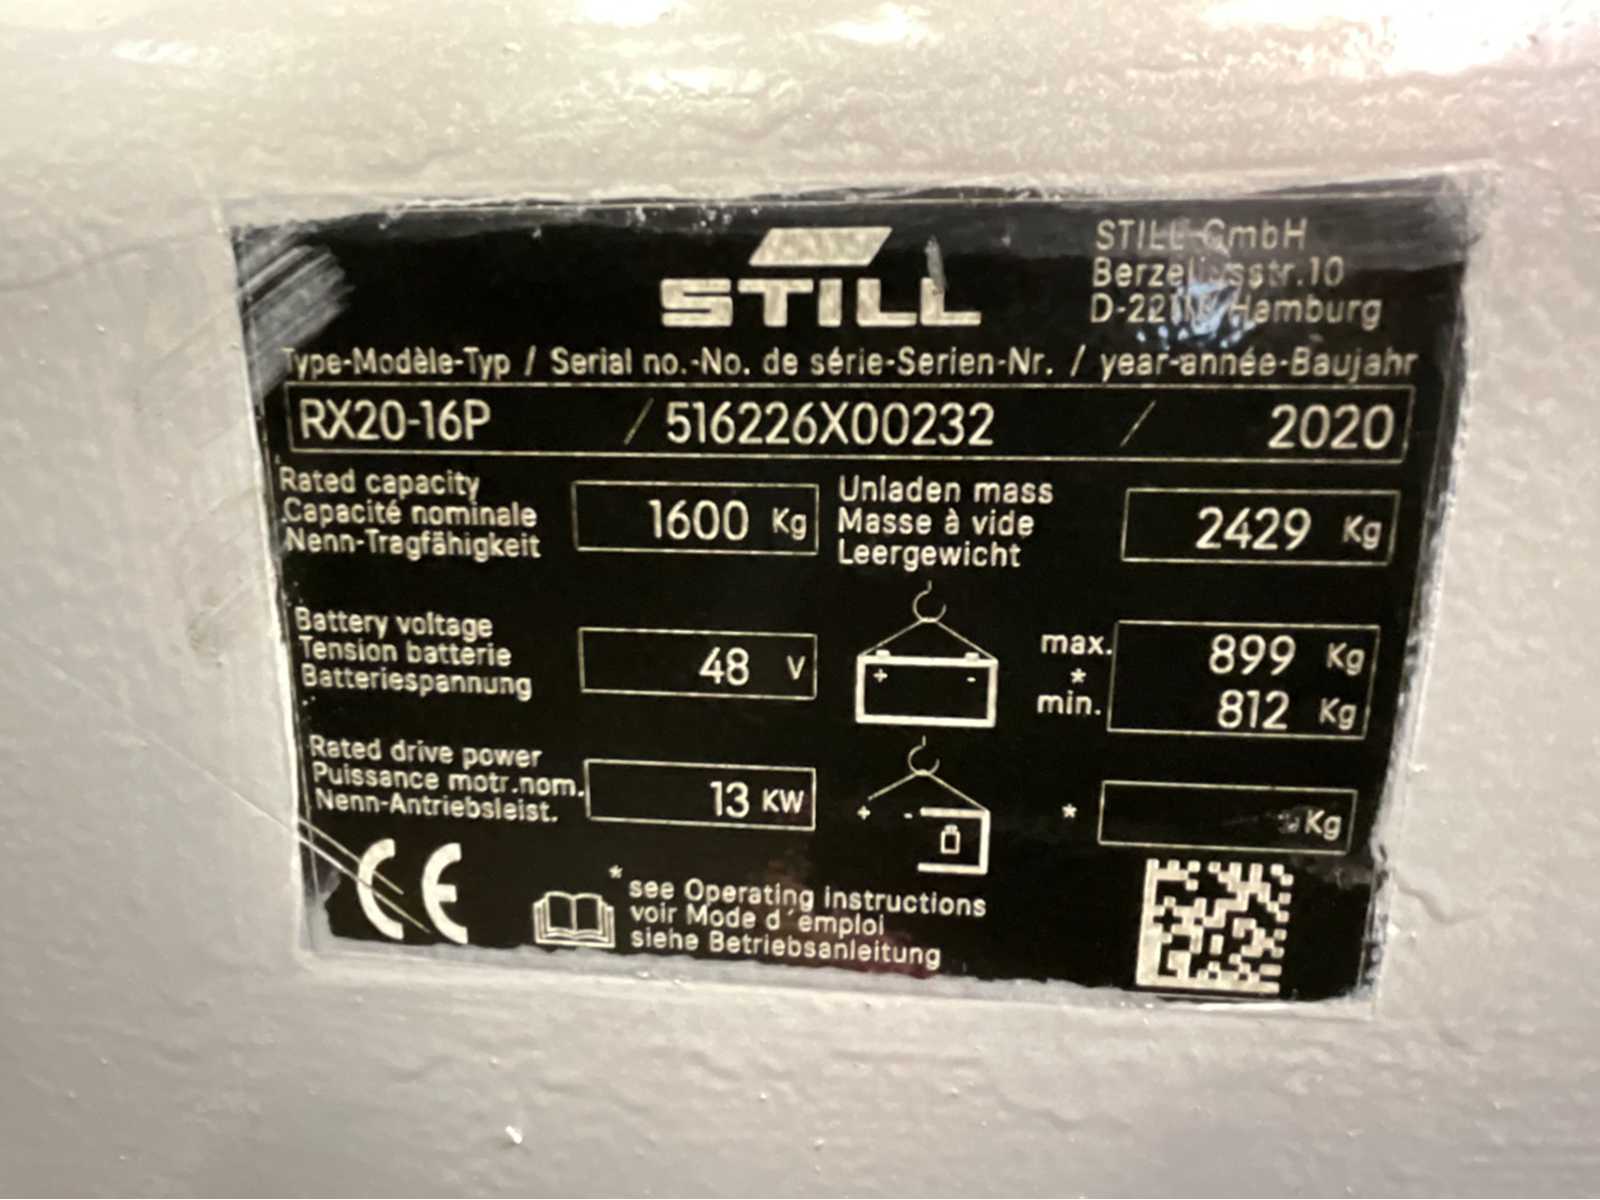 STILL
STILL GmbH
10
Hamburg
Type-Modèle-Typ / Serial no.-No. de série-Serien-Nr. / year-année-Baujahr
RX20-16P / 516226X00232 / 2020
Rated capacity
Capacité nominale
Nenn-Tragfähigkeit
1600 Kg
Unladen mass
Masse à vide
Leergewicht
2429 Kg
Battery voltage
Tension batterie
Batteriespannung
48 V
+ -
max. 899 Kg
*
min. 812 Kg
Rated drive power
Puissance motr.nom.
Nenn-Antriebsleist.
13 KW
+ -
* Kg
CE
* see Operating instructions
voir Mode d´emploi
siehe Betriebsanleitung